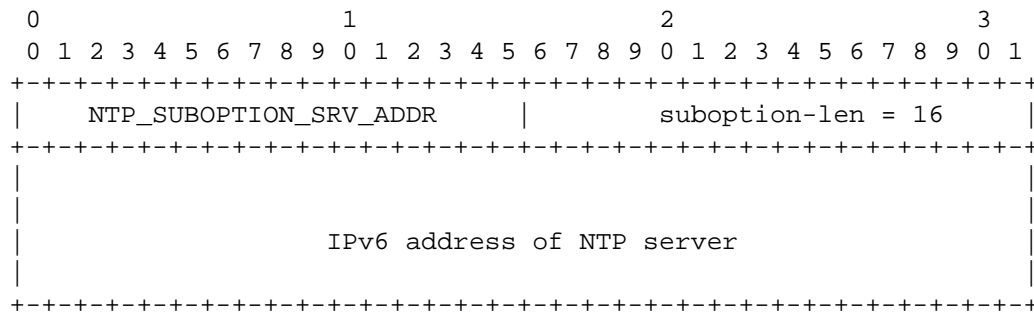 0                   1                   2                   3
 0 1 2 3 4 5 6 7 8 9 0 1 2 3 4 5 6 7 8 9 0 1 2 3 4 5 6 7 8 9 0 1
+-+-+-+-+-+-+-+-+-+-+-+-+-+-+-+-+-+-+-+-+-+-+-+-+-+-+-+-+-+-+-+-+
|    NTP_SUBOPTION_SRV_ADDR     |        suboption-len = 16     |
+-+-+-+-+-+-+-+-+-+-+-+-+-+-+-+-+-+-+-+-+-+-+-+-+-+-+-+-+-+-+-+-+
|                                                               |
|                                                               |
|                   IPv6 address of NTP server                  |
|                                                               |
+-+-+-+-+-+-+-+-+-+-+-+-+-+-+-+-+-+-+-+-+-+-+-+-+-+-+-+-+-+-+-+-+